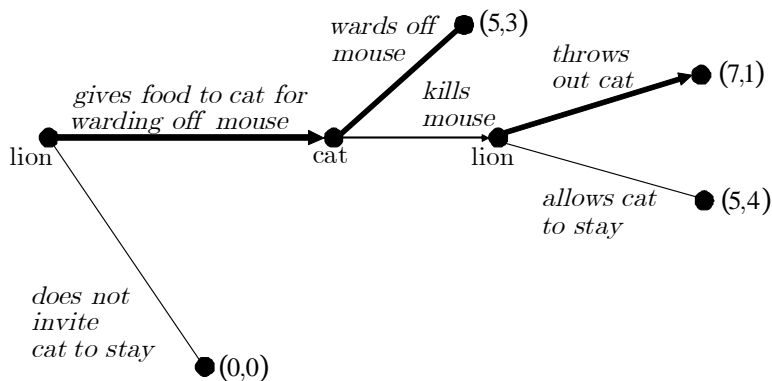 wards off
mouse
(5,3)
throws
out cat
(7,1)
gives food to cat for
warding off mouse
kills
mouse
lion
cat
lion
allows cat
to stay
(5,4)
does not
invite
cat to stay
(0,0)